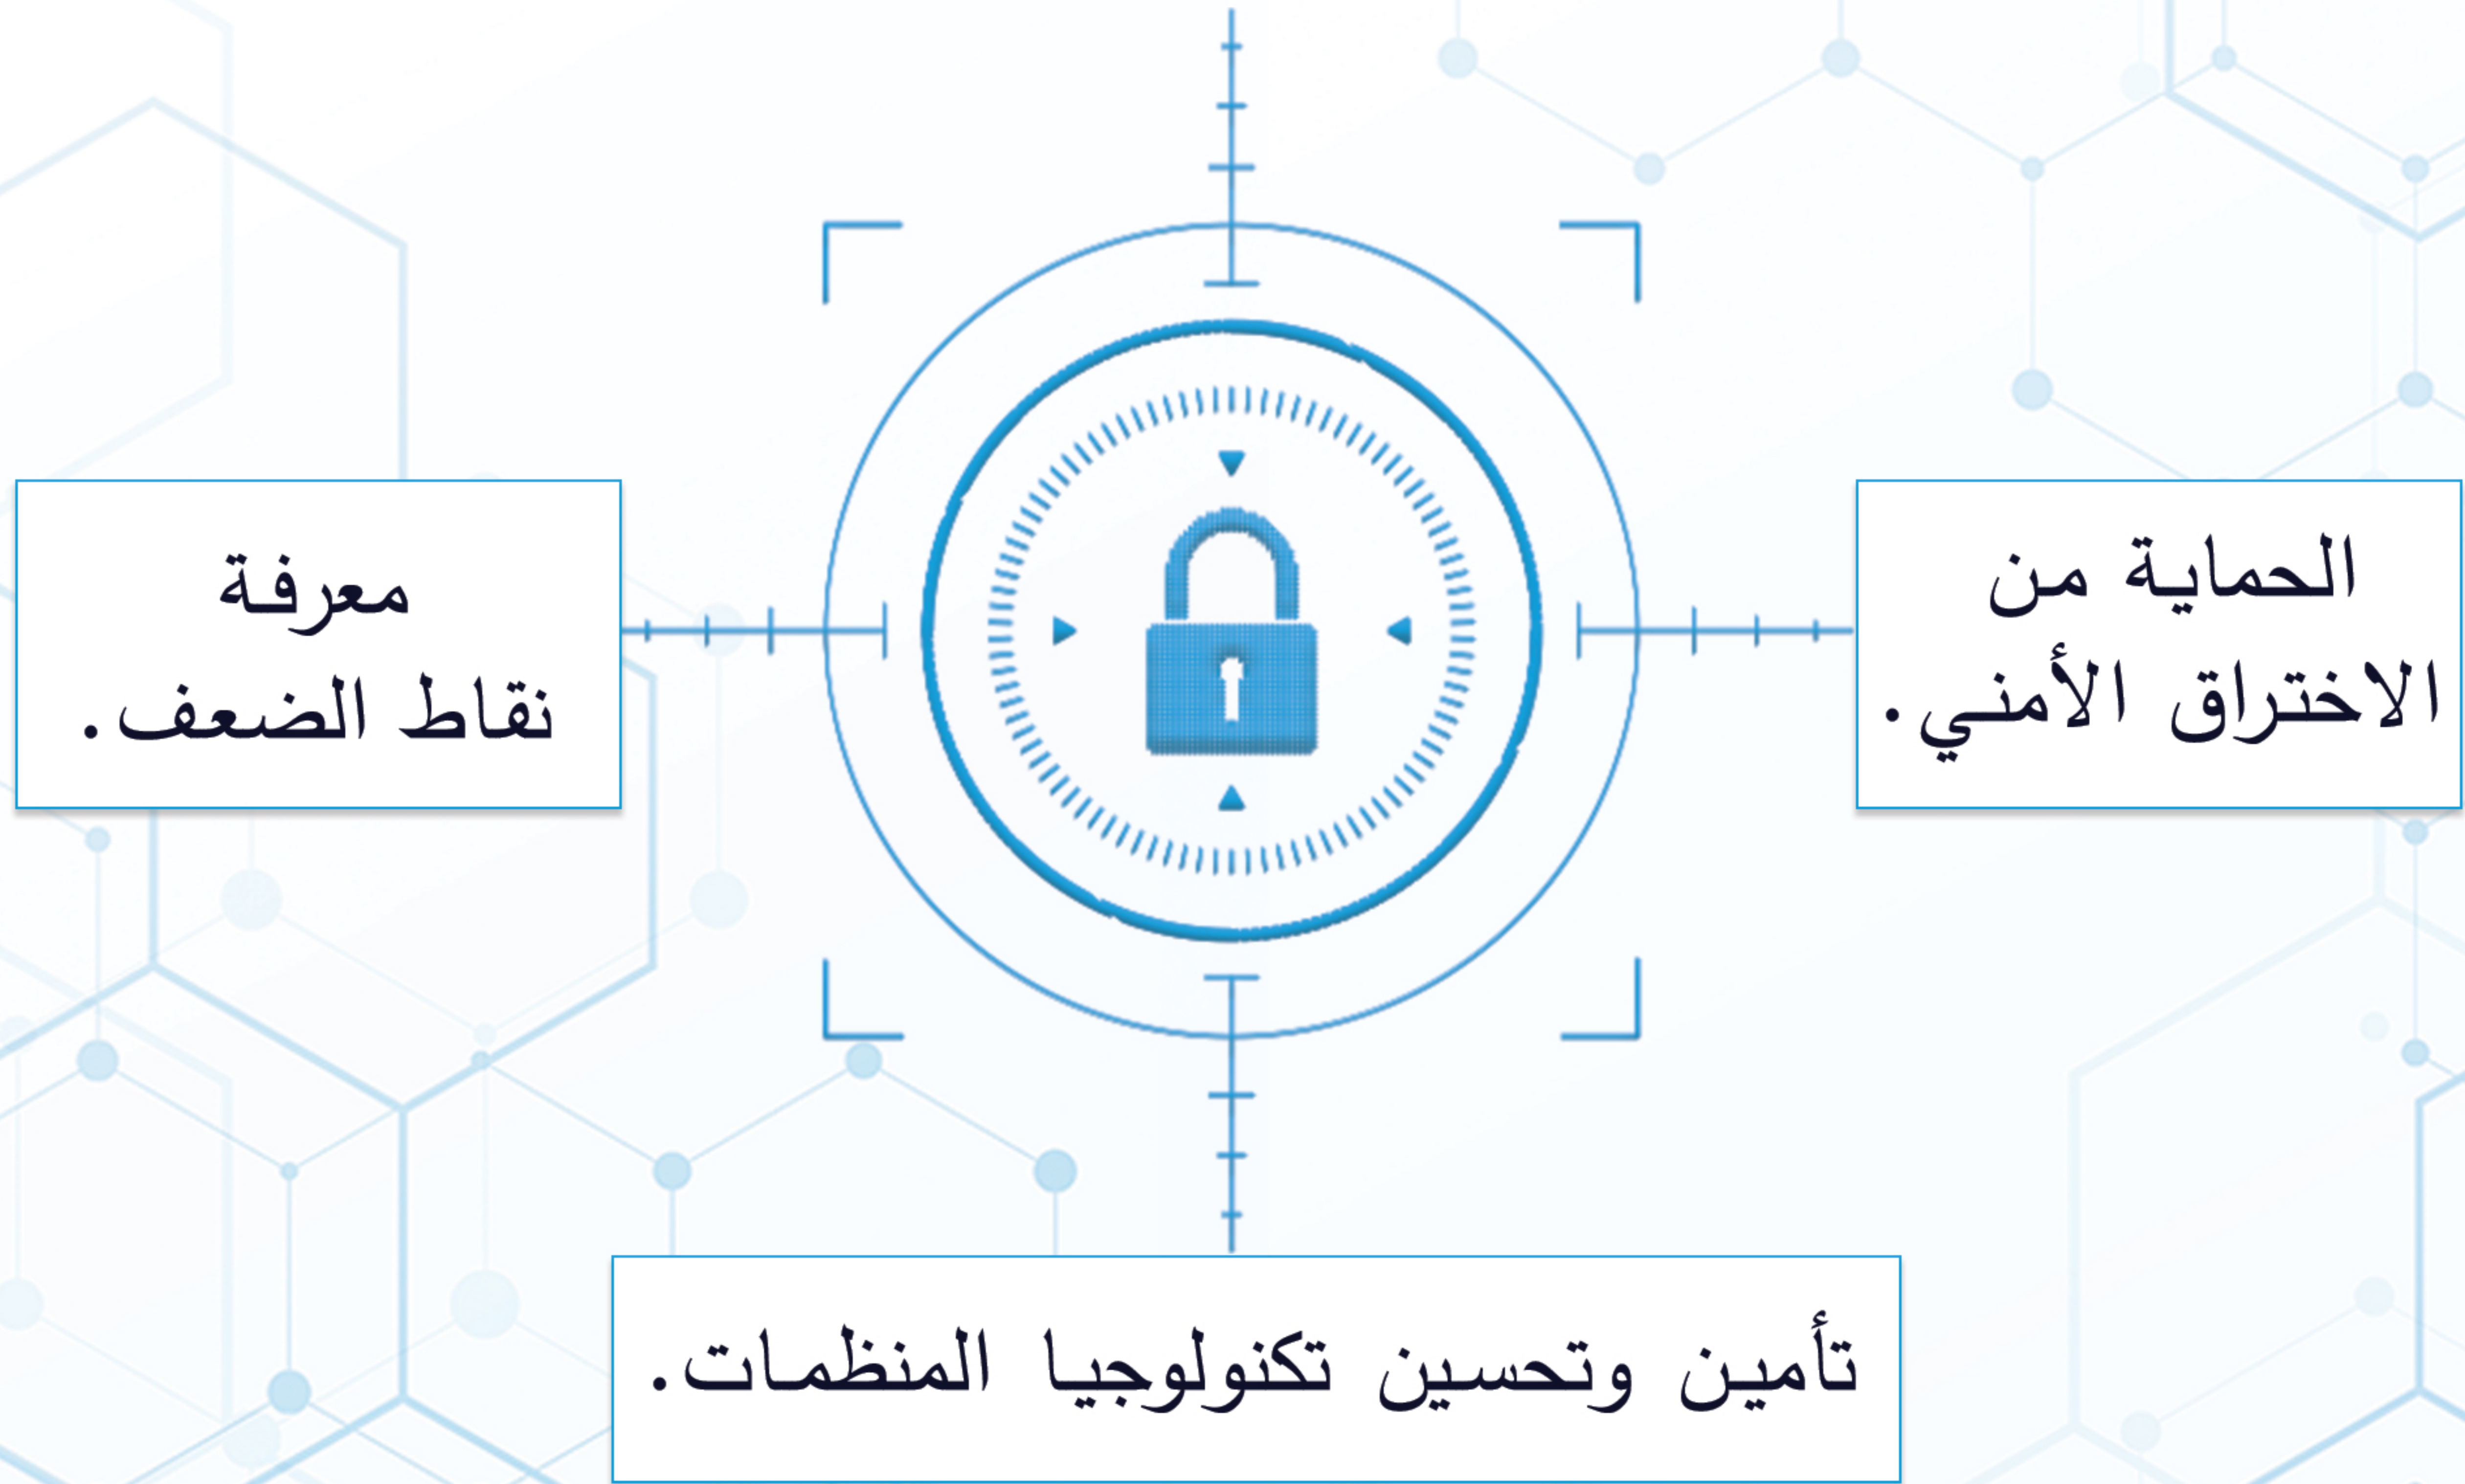 الحماية من
الاختراق الأمني.
معرفة
نقاط الضعف.
تأمين وتحسين تكنولوجيا المنظمات.